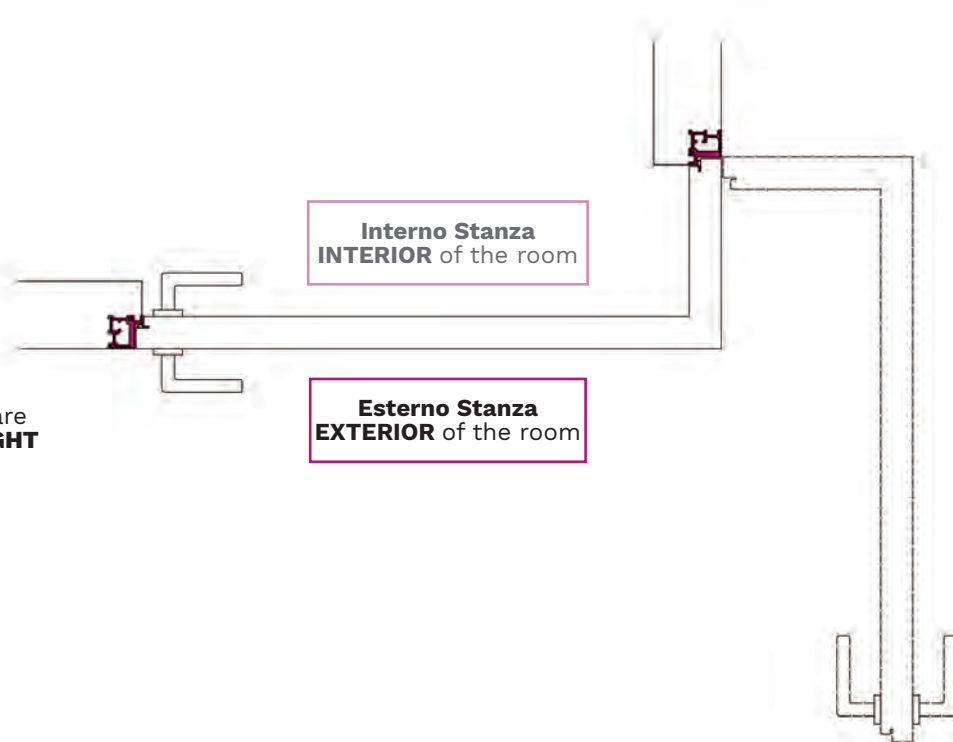 Interno Stanza
INTERIOR of the room
Esterno Stanza
EXTERIOR of the room